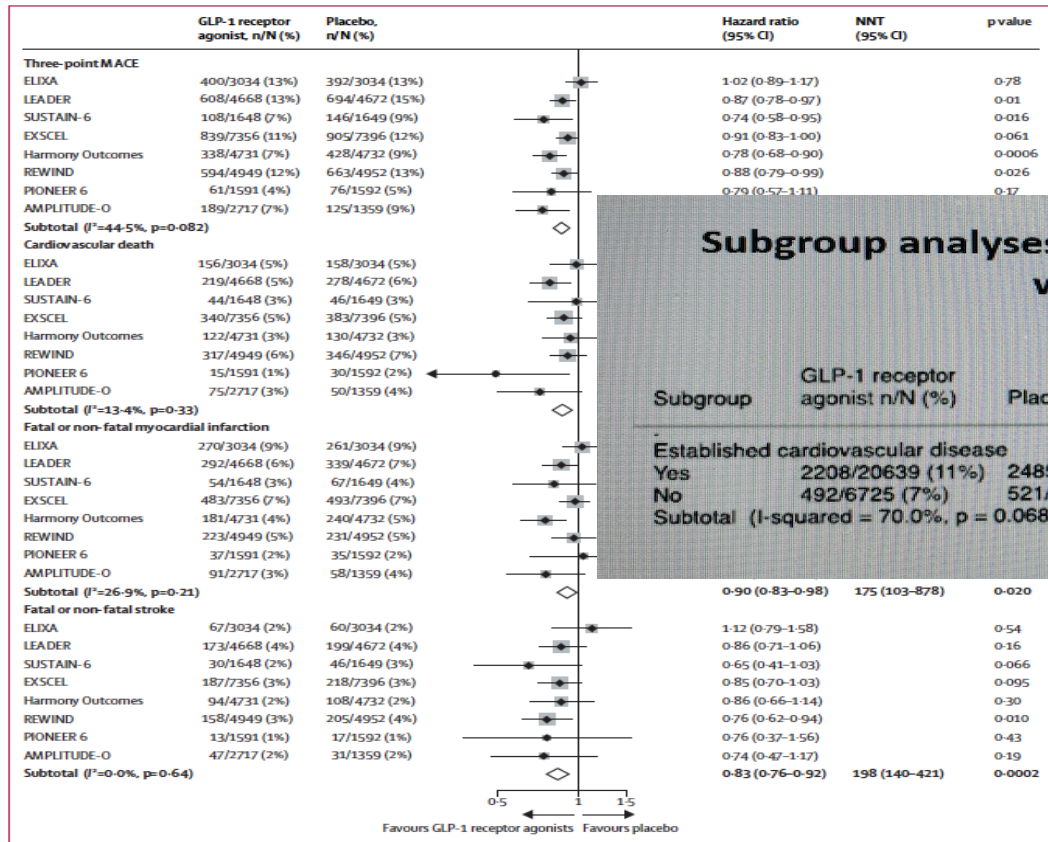 GLP-1 receptor agonist, n/N (%) Placebo, n/N (%) Hazard ratio (95% CI) NNT (95% CI) p value
Three-point MACE
ELIXA 400/3034 (13%) 392/3034 (13%) 1·02 (0·89–1·17) 0·78
LEADER 608/4668 (13%) 694/4672 (15%) 0·87 (0·78–0·97) 0·01
SUSTAIN-6 108/1648 (7%) 146/1649 (9%) 0·74 (0·58–0·95) 0·016
EXSCEL 839/7356 (11%) 905/7396 (12%) 0·91 (0·83–1·00) 0·061
Harmony Outcomes 338/4731 (7%) 428/4732 (9%) 0·78 (0·68–0·90) 0·0006
REWIND 594/4949 (12%) 663/4952 (13%) 0·88 (0·79–0·99) 0·026
PIONEER 6 61/1591 (4%) 76/1592 (5%) 0·79 (0·57–1·11) 0·17
AMPLITUDE-O 189/2717 (7%) 125/1359 (9%)
Subtotal (I²=44·5%, p=0·082)
Cardiovascular death
ELIXA 156/3034 (5%) 158/3034 (5%)
LEADER 219/4668 (5%) 278/4672 (6%)
SUSTAIN-6 44/1648 (3%) 46/1649 (3%)
EXSCEL 340/7356 (5%) 383/7396 (5%)
Harmony Outcomes 122/4731 (3%) 130/4732 (3%)
REWIND 317/4949 (6%) 346/4952 (7%)
PIONEER 6 15/1591 (1%) 30/1592 (2%)
AMPLITUDE-O 75/2717 (3%) 50/1359 (4%)
Subtotal (I²=13·4%, p=0·33)
Fatal or non-fatal myocardial infarction
ELIXA 270/3034 (9%) 261/3034 (9%)
LEADER 292/4668 (6%) 339/4672 (7%)
SUSTAIN-6 54/1648 (3%) 67/1649 (4%)
EXSCEL 483/7356 (7%) 493/7396 (7%)
Harmony Outcomes 181/4731 (4%) 240/4732 (5%)
REWIND 223/4949 (5%) 231/4952 (5%)
PIONEER 6 37/1591 (2%) 35/1592 (2%)
AMPLITUDE-O 91/2717 (3%) 58/1359 (4%)
Subtotal (I²=26·9%, p=0·21) 0·90 (0·83–0·98) 175 (103–878) 0·020
Fatal or non-fatal stroke
ELIXA 67/3034 (2%) 60/3034 (2%) 1·12 (0·79–1·58) 0·54
LEADER 173/4668 (4%) 199/4672 (4%) 0·86 (0·71–1·06) 0·16
SUSTAIN-6 30/1648 (2%) 46/1649 (3%) 0·65 (0·41–1·03) 0·066
EXSCEL 187/7356 (3%) 218/7396 (3%) 0·85 (0·70–1·03) 0·095
Harmony Outcomes 94/4731 (2%) 108/4732 (2%) 0·86 (0·66–1·14) 0·30
REWIND 158/4949 (3%) 205/4952 (4%) 0·76 (0·62–0·94) 0·010
PIONEER 6 13/1591 (1%) 17/1592 (1%) 0·76 (0·37–1·56) 0·43
AMPLITUDE-O 47/2717 (2%) 31/1359 (2%) 0·74 (0·47–1·17) 0·19
Subtotal (I²=0·0%, p=0·64) 0·83 (0·76–0·92) 198 (140–421) 0·0002
0·5 1 1·5
Favours GLP-1 receptor agonists Favours placebo
Subgroup analyses
GLP-1 receptor
Subgroup agonist n/N (%)
Established cardiovascular disease
Yes 2208/20639 (11%)
No 492/6725 (7%) 521/
Subtotal (I-squared = 70.0%, p = 0.068